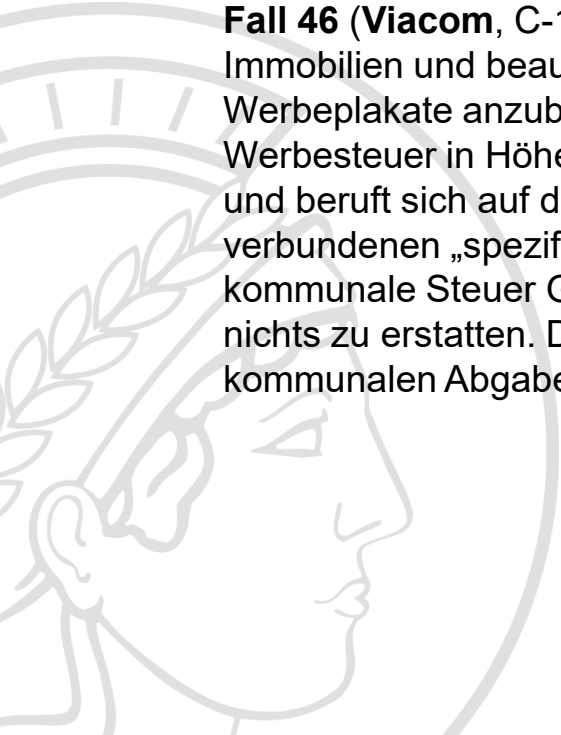 Fall 46 (Viacom, C-
Immobilien und beau
Werbeplakate anzub
Werbesteuer in Höhe
und beruft sich auf d
verbundenen „spezif
kommunale Steuer
nichts zu erstatten.
kommunalen Abgabe